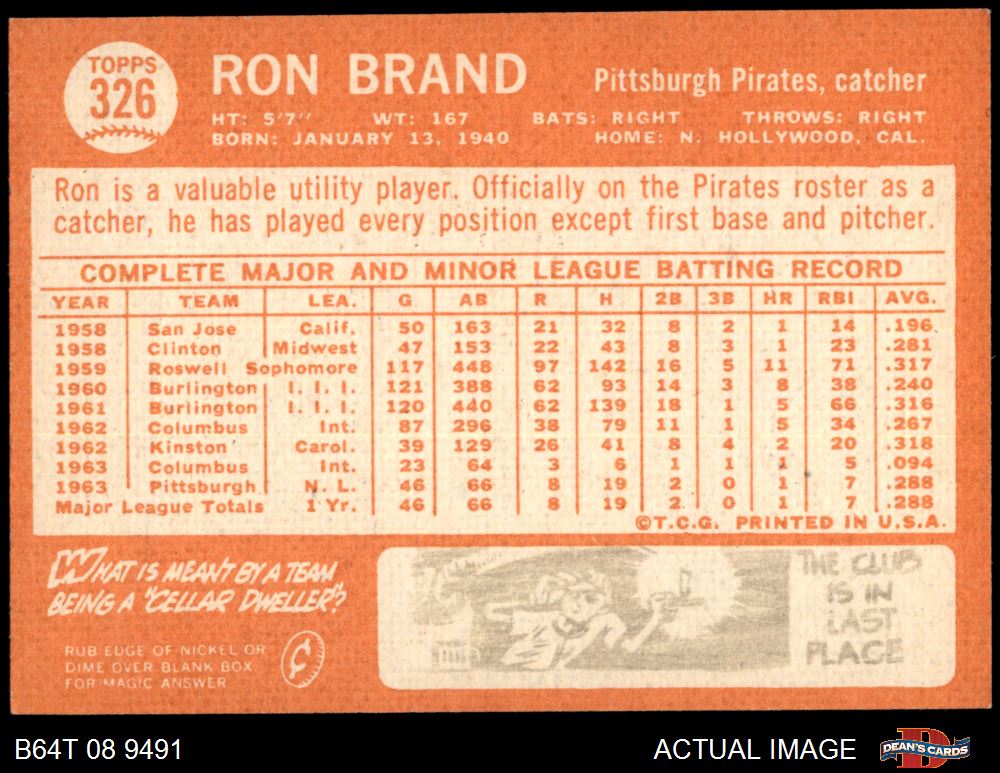 TOPPS
326
RON BRAND
Pittsburgh Pirates, catcher
HT: 5'7" WT: 167 BATS: RIGHT THROWS: RIGHT
BORN: JANUARY 13, 1940 HOME: N. HOLLYWOOD, CAL.
Ron is a valuable utility player. Officially on the Pirates roster as a
catcher, he has played every position except first base and pitcher.
COMPLETE MAJOR AND MINOR LEAGUE BATTING RECORD
YEAR TEAM LEA. G AB R H 2B 3B HR RBI AVG.
1958 San Jose Calif. 50 163 21 32 8 2 1 14 .196
1958 Clinton Midwest 47 153 22 43 8 3 1 23 .281
1959 Roswell Sophomore 117 448 97 142 16 5 11 71 .317
1960 Burlington I. I. I. 121 388 62 93 14 3 8 38 .240
1961 Burlington I. I. I. 120 440 62 139 18 1 5 66 .316
1962 Columbus Int. 87 296 38 79 11 1 5 34 .267
1962 Kinston Carol. 39 129 26 41 8 4 2 20 .318
1963 Columbus Int. 23 64 3 6 1 1 1 5 .094
1963 Pittsburgh N. L. 46 66 8 19 2 0 1 7 .288
Major League Totals 1 Yr. 46 66 8 19 2 0 1 7 .288
©T.C.G. PRINTED IN U.S.A.
WHAT IS MEANT BY A TEAM
BEING A "CELLAR DWELLER"?
RUB EDGE OF NICKEL OR
DIME OVER BLANK BOX
FOR MAGIC ANSWER
¢
THE CLUB
IS IN
LAST
PLACE
B64T 08 9491 ACTUAL IMAGE DEAN'S CARDS